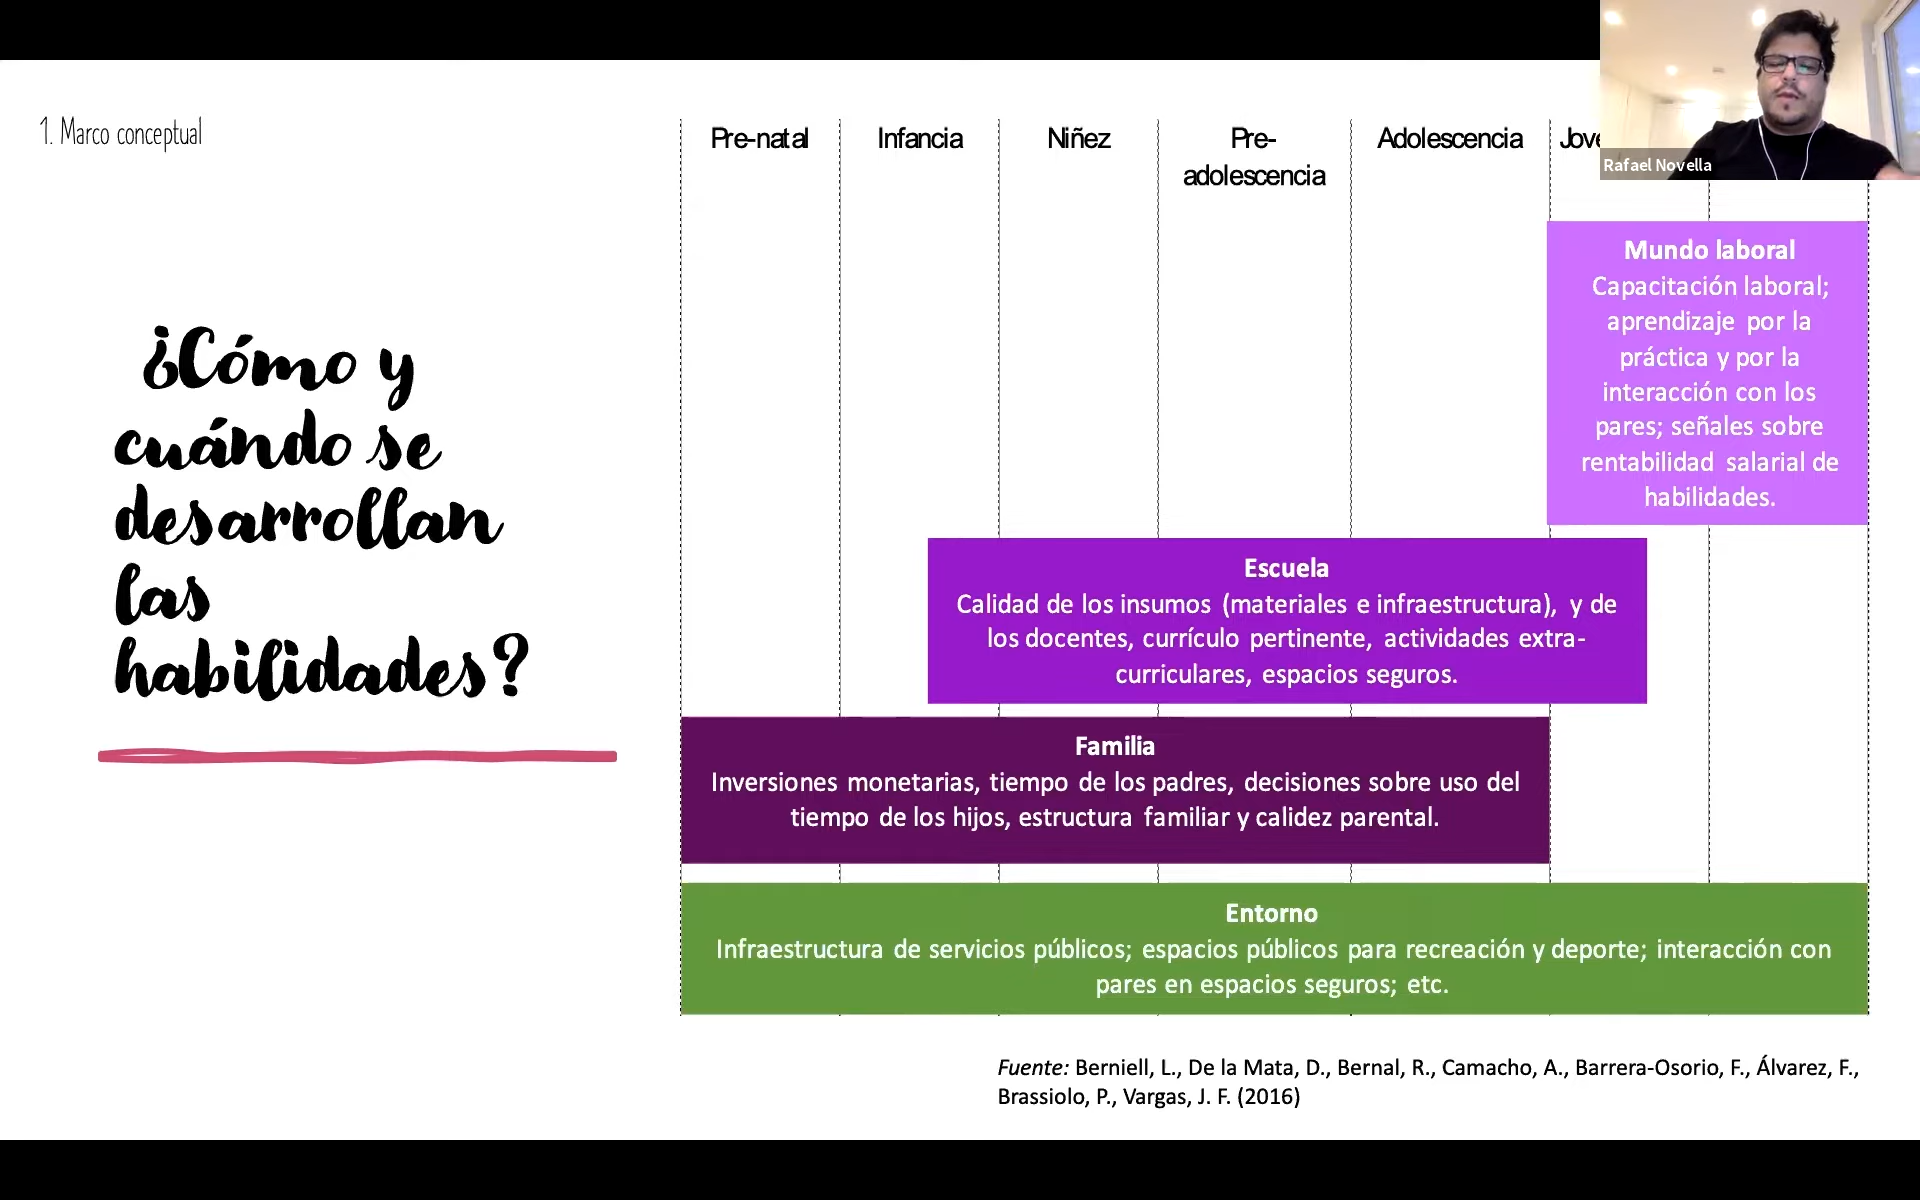 1. Marco conceptual
¿Cómo y
cuándo se
desarrollan
las
habilidades?
Pre-natal
Infancia
Niñez
Pre-
adolescencia
Adolescencia
Rafael Novella
Mundo laboral
Capacitación laboral;
aprendizaje por la
práctica y por la
interacción con los
pares; señales sobre
rentabilidad salarial de
habilidades.
Escuela
Calidad de los insumos (materiales e infraestructura), y de
los docentes, currículo pertinente, actividades extra-
curriculares, espacios seguros.
Familia
Inversiones monetarias, tiempo de los padres, decisiones sobre uso del
tiempo de los hijos, estructura familiar y calidez parental.
Entorno
Infraestructura de servicios públicos; espacios públicos para recreación y deporte; interacción con
pares en espacios seguros; etc.
Fuente: Berniell, L., De la Mata, D., Bernal, R., Camacho, A., Barrera-Osorio, F., Álvarez, F.,
Brassiolo, P., Vargas, J. F. (2016)